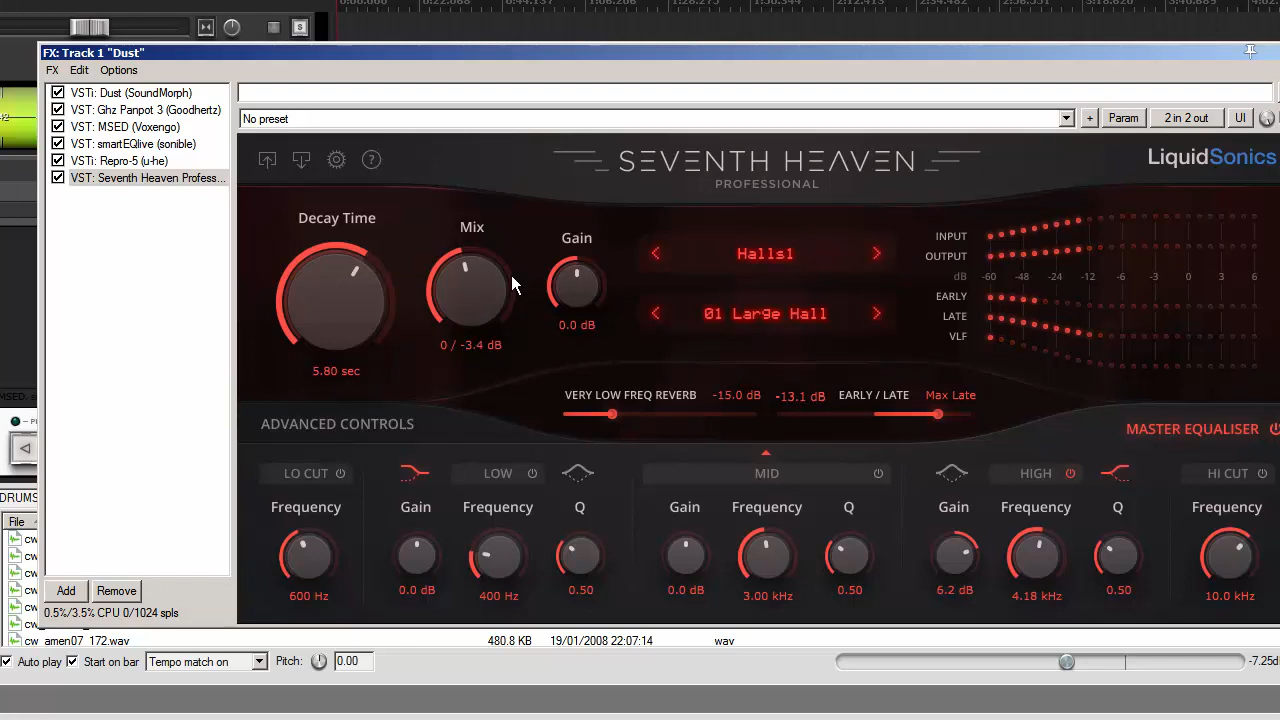 FX: Track 1 "Dust"
FX Edit Options
VSTi: Dust (SoundMorph)
VST: Ghz Panpot 3 (Goodhertz)
VST: MSED (Voxengo)
VST: smartEQlive (sonible)
VSTi: Repro-5 (u-he)
VST: Seventh Heaven Profess...
No preset
+ Param 2 in 2 out UI
SEVENTH HEAVEN
PROFESSIONAL
LiquidSonics
Decay Time
Mix
Gain
5.80 sec
0 / -3.4 dB
0.0 dB
Halls1
01 Large Hall
INPUT
OUTPUT
dB -60 -48 -24 -12 -6 -3 0 3 6
EARLY
LATE
VLF
VERY LOW FREQ REVERB -15.0 dB -13.1 dB EARLY / LATE Max Late
ADVANCED CONTROLS
MASTER EQUALISER
LO CUT LOW MID HIGH HI CUT
Frequency Gain Frequency Q Gain Frequency Q Gain Frequency Q Frequency
600 Hz 0.0 dB 400 Hz 0.50 0.0 dB 3.00 kHz 0.50 6.2 dB 4.18 kHz 0.50 10.0 kHz
Add Remove
0.5%/3.5% CPU 0/1024 spls
DRUMS
File
cw_amen07_172.wav 480.8 KB 19/01/2008 22:07:14 wav
Auto play Start on bar Tempo match on Pitch: 0.00 -7.25dB